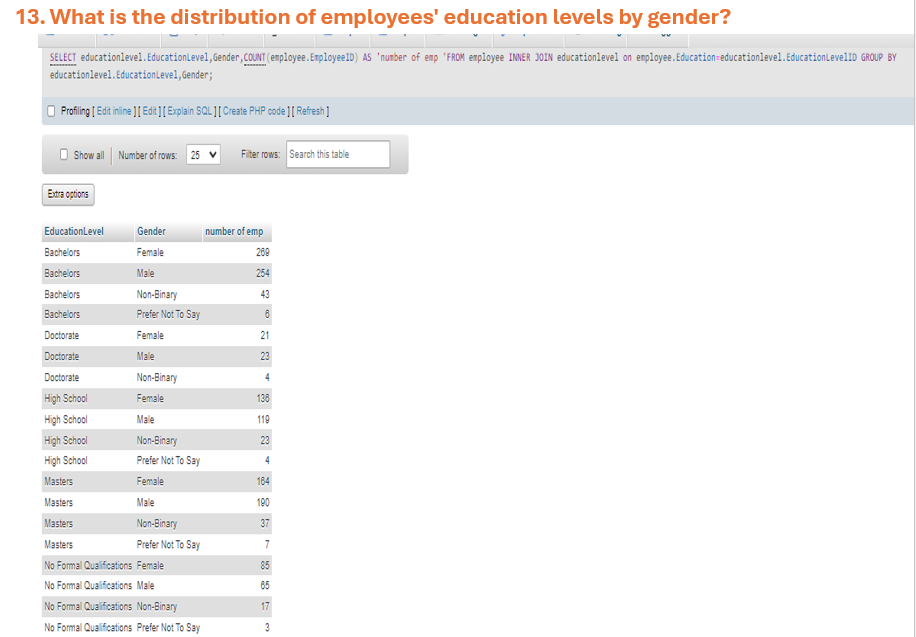 13. What is the distribution of employees' education levels by gender?
SELECT educationlevel.EducationLevel,Gender,COUNT(employee.EmployeeID) AS 'number of emp 'FROM employee INNER JOIN educationlevel on employee.Education=educationlevel.EducationLevelID GROUP BY
educationlevel.EducationLevel,Gender;
Profiling [ Edit inline ] [ Edit ] [ Explain SQL ] [ Create PHP code ] [ Refresh ]
Show all Number of rows: 25 Filter rows: Search this table
Extra options
EducationLevel Gender number of emp
Bachelors Female 269
Bachelors Male 254
Bachelors Non-Binary 43
Bachelors Prefer Not To Say 6
Doctorate Female 21
Doctorate Male 23
Doctorate Non-Binary 4
High School Female 136
High School Male 119
High School Non-Binary 23
High School Prefer Not To Say 4
Masters Female 164
Masters Male 190
Masters Non-Binary 37
Masters Prefer Not To Say 7
No Formal Qualifications Female 85
No Formal Qualifications Male 65
No Formal Qualifications Non-Binary 17
No Formal Qualifications Prefer Not To Say 3